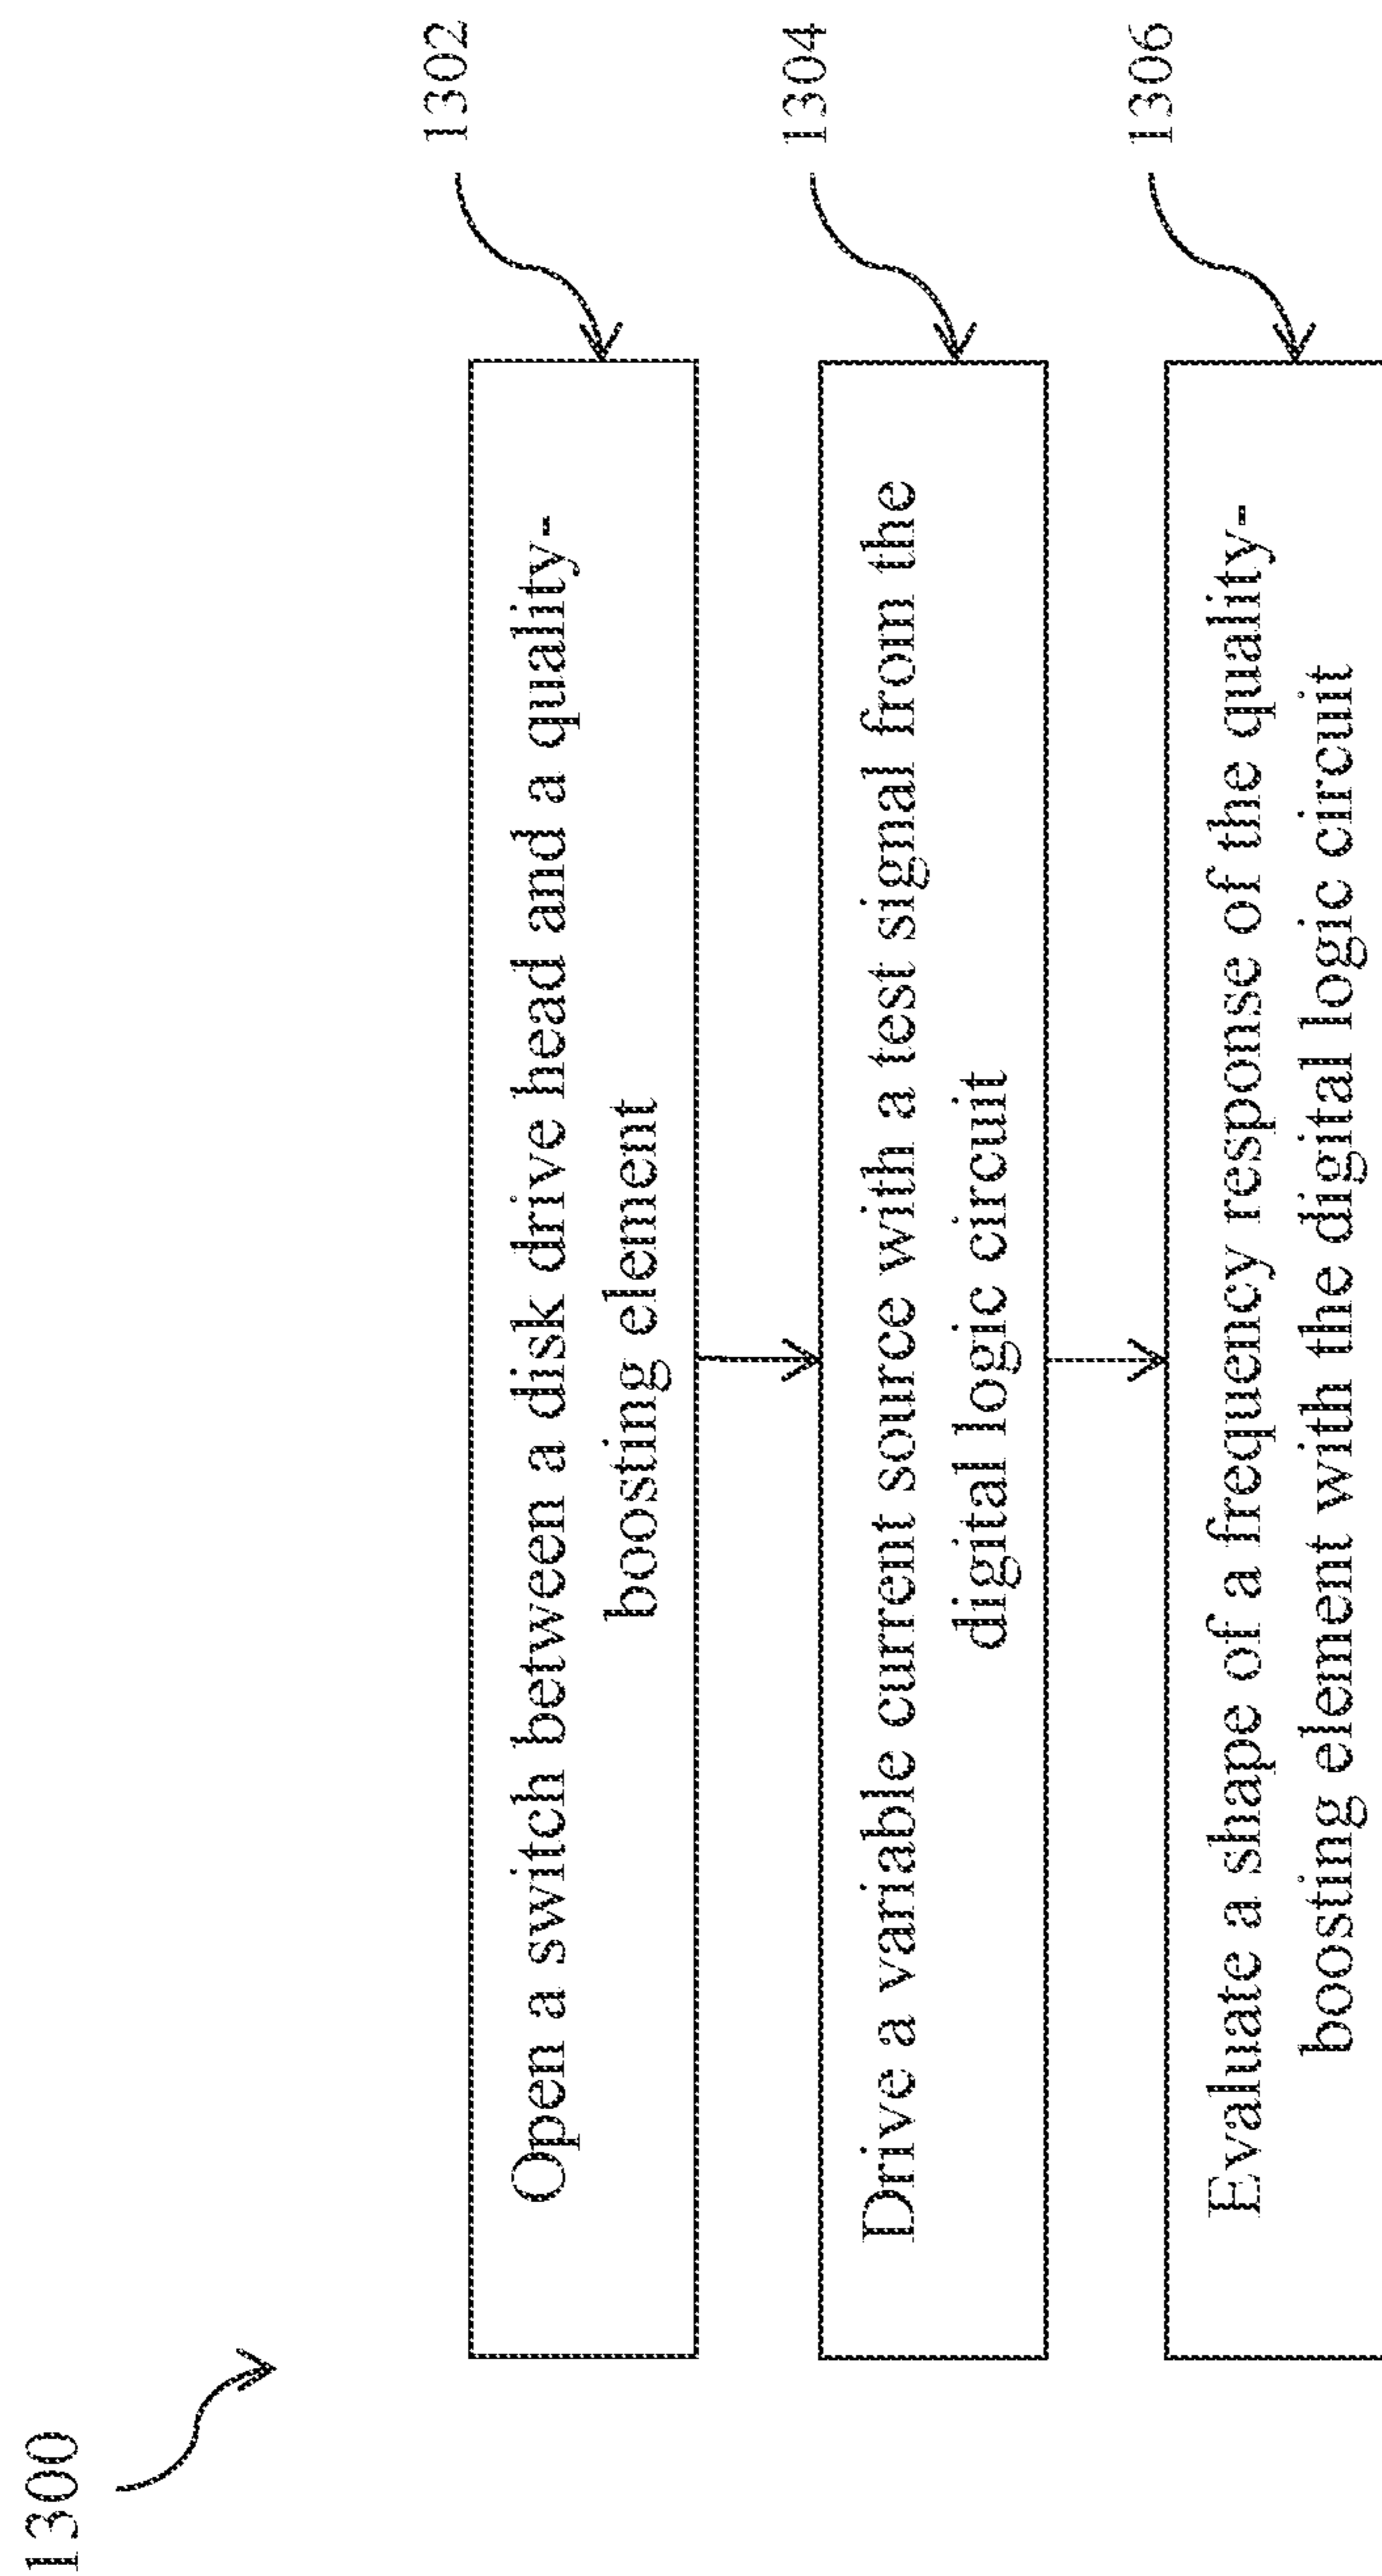 1300
1302
Open a switch between a disk drive head and a quality-
boosting element
1304
Drive a variable current source with a test signal from the
digital logic circuit
1306
Evaluate a shape of a frequency response of the quality-
boosting element with the digital logic circuit